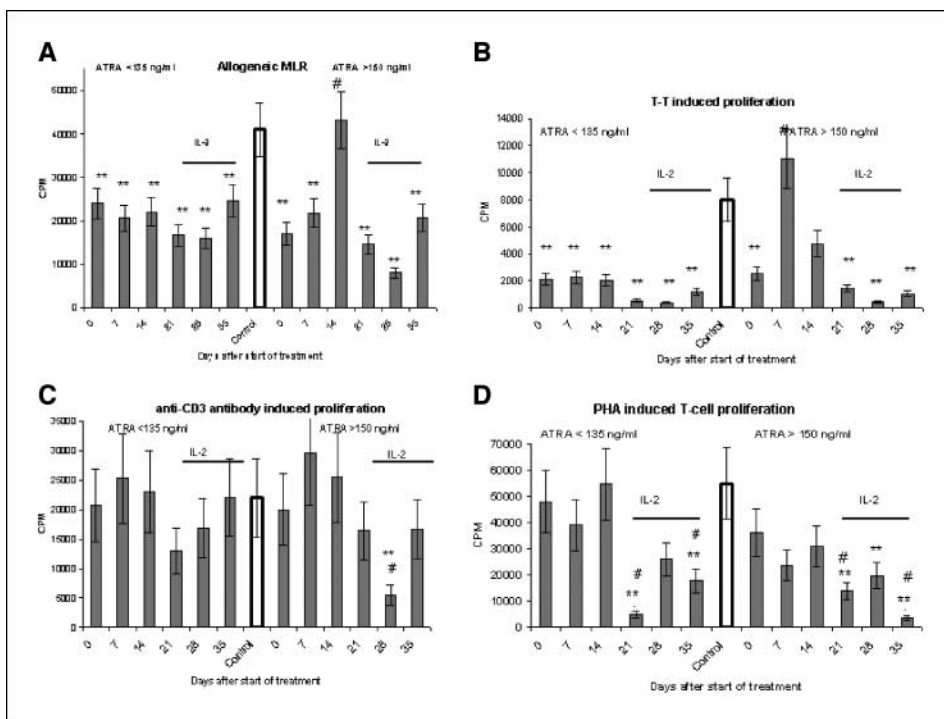 A
ATRA <135 ng/ml
Allogeneic MLR
ATRA >150 ng/ml
#
50000
40000
30000
20000
10000
0
CPM
IL-2
IL-2
** ** ** ** ** ** ** ** ** ** **
0 7 14 21 28 35 Control 0 7 14 21 28 35
Days after start of treatment
B
T-T induced proliferation
14000
12000
10000
8000
6000
4000
2000
0
CPM
ATRA < 135 ng/ml
#
ATRA > 150 ng/ml
IL-2
IL-2
** ** ** ** ** ** ** ** ** **
0 7 14 21 28 35 Control 0 7 14 21 28 35
Days after start of treatment
C
anti-CD3 antibody induced proliferation
35000
30000
25000
20000
15000
10000
5000
0
CPM
ATRA <135 ng/ml
ATRA >150 ng/ml
IL-2
IL-2
**
#
0 7 14 21 28 35 Control 0 7 14 21 28 35
Days after start of treatment
D
PHA induced T-cell proliferation
70000
60000
50000
40000
30000
20000
10000
0
CPM
ATRA < 135 ng/ml
ATRA > 150 ng/ml
IL-2
IL-2
#
**
#
**
#
**
**
#
**
0 7 14 21 28 35 Control 0 7 14 21 28 35
Days after start of treatment